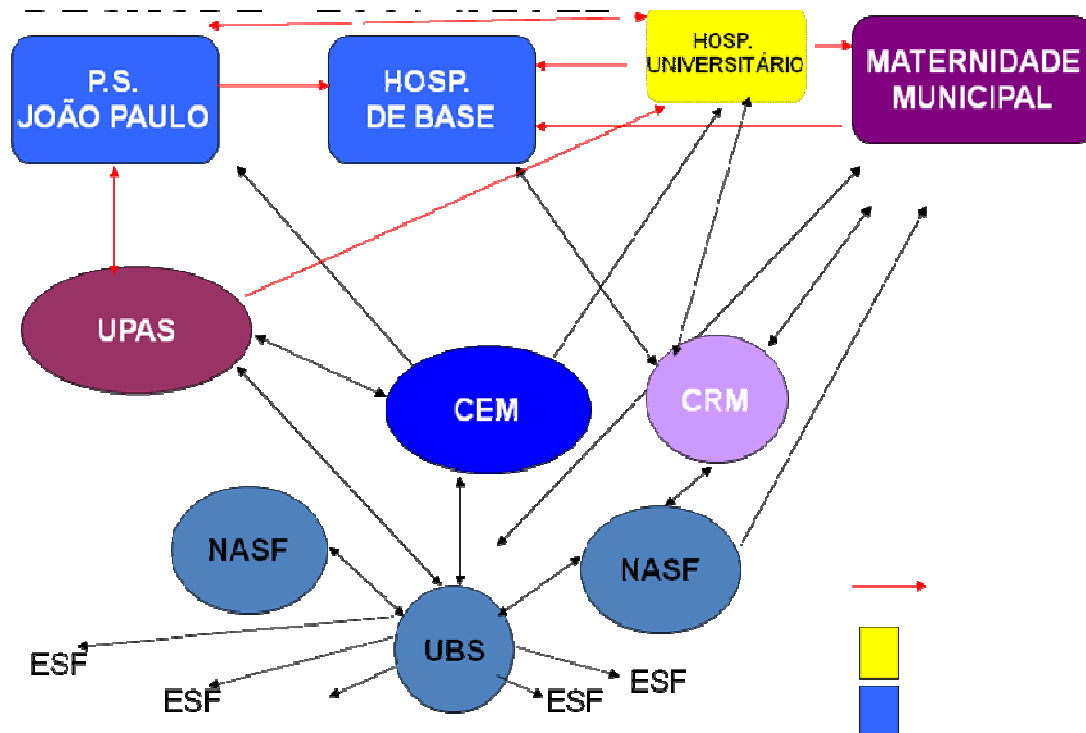 P.S.
JOÃO PAULO
HOSP.
DE BASE
HOSP.
UNIVERSITÁRIO
MATERNIDADE
MUNICIPAL
UPAS
CEM
CRM
NASF
NASF
UBS
ESF
ESF
ESF
ESF